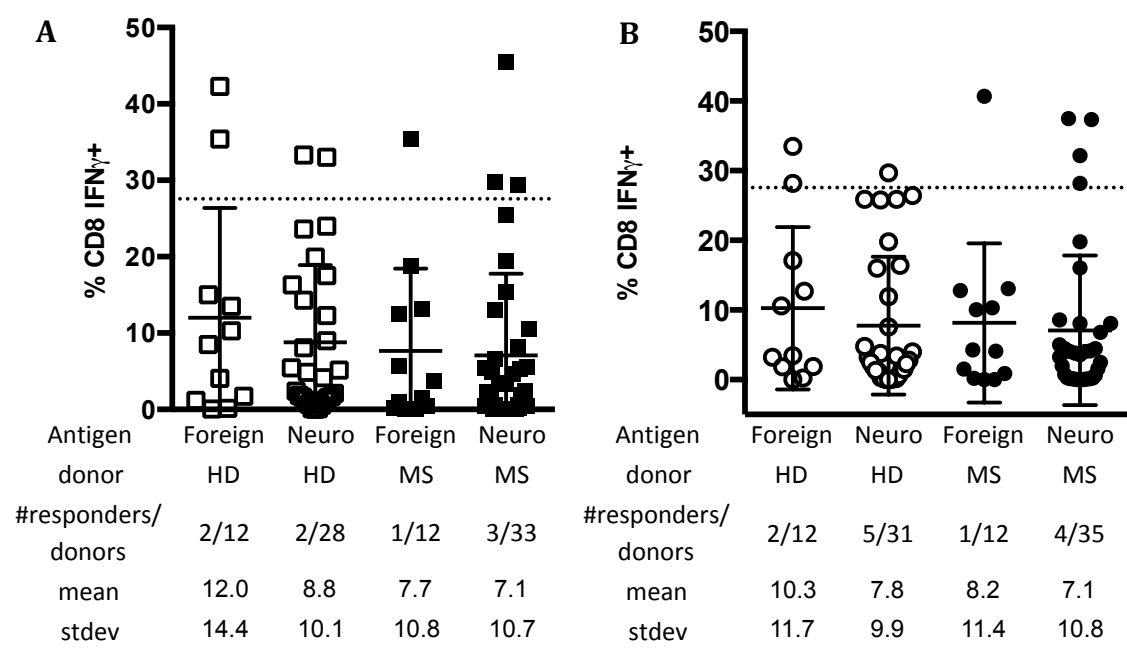 A
50
40
30
20
10
0
% CD8 IFNγ+
Antigen Foreign Neuro Foreign Neuro
donor HD HD MS MS
#responders/
donors
2/12 2/28 1/12 3/33
mean 12.0 8.8 7.7 7.1
stdev 14.4 10.1 10.8 10.7
B
50
40
30
20
10
0
% CD8 IFNγ+
Antigen Foreign Neuro Foreign Neuro
donor HD HD MS MS
#responders/
donors
2/12 5/31 1/12 4/35
mean 10.3 7.8 8.2 7.1
stdev 11.7 9.9 11.4 10.8